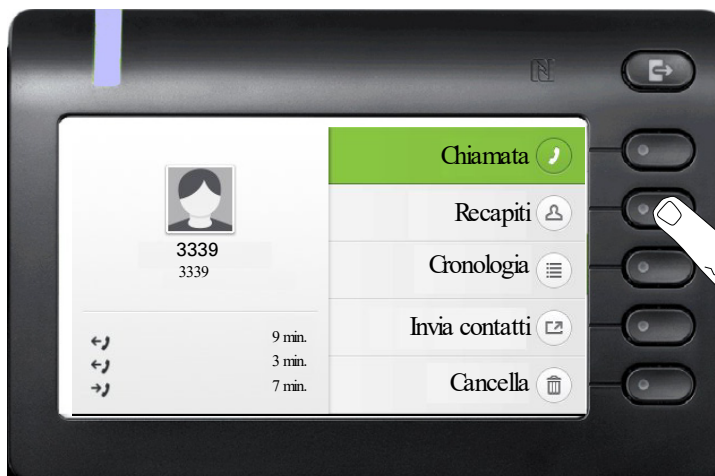 Chiamata
Recapiti
3339
3339
Cronologia
Invia contatti
9 min.
3 min.
7 min.
Cancella